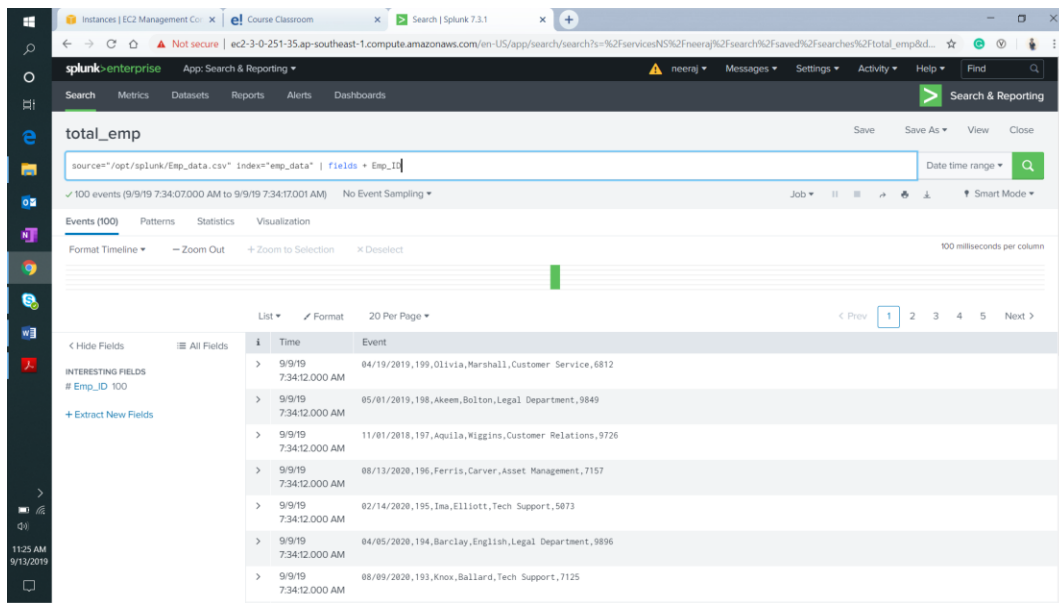 Instances | EC2 Management Co
Course Classroom
Search | Splunk 7.3.1
Not secure | ec2-3-0-251-35.ap-southeast-1.compute.amazonaws.com/en-US/app/search/search?s=%2FservicesNS%2Fneeraj%2Fsearch%2Fsaved%2Fsearches%2Ftotal_emp&d...
splunk>enterprise App: Search & Reporting
neeraj Messages Settings Activity Help Find
Search Metrics Datasets Reports Alerts Dashboards
Search & Reporting
total_emp
Save Save As View Close
source="/opt/splunk/Emp_data.csv" index="emp_data" | fields + Emp_ID
Date time range
100 events (9/9/19 7:34:07.000 AM to 9/9/19 7:34:17.001 AM) No Event Sampling
Job Smart Mode
Events (100) Patterns Statistics Visualization
Format Timeline — Zoom Out + Zoom to Selection × Deselect
100 milliseconds per column
List Format 20 Per Page
< Prev 1 2 3 4 5 Next >
< Hide Fields All Fields
INTERESTING FIELDS
# Emp_ID 100
+ Extract New Fields
i Time Event
> 9/9/19 7:34:12.000 AM 04/19/2019,199,Olivia,Marshall,Customer Service,6812
> 9/9/19 7:34:12.000 AM 05/01/2019,198,Akeem,Bolton,Legal Department,9849
> 9/9/19 7:34:12.000 AM 11/01/2018,197,Aquila,Wiggins,Customer Relations,9726
> 9/9/19 7:34:12.000 AM 08/13/2020,196,Ferris,Carver,Asset Management,7157
> 9/9/19 7:34:12.000 AM 02/14/2020,195,Ima,Elliott,Tech Support,5073
> 9/9/19 7:34:12.000 AM 04/05/2020,194,Barclay,English,Legal Department,9896
> 9/9/19 7:34:12.000 AM 08/09/2020,193,Knox,Ballard,Tech Support,7125
11:25 AM
9/13/2019